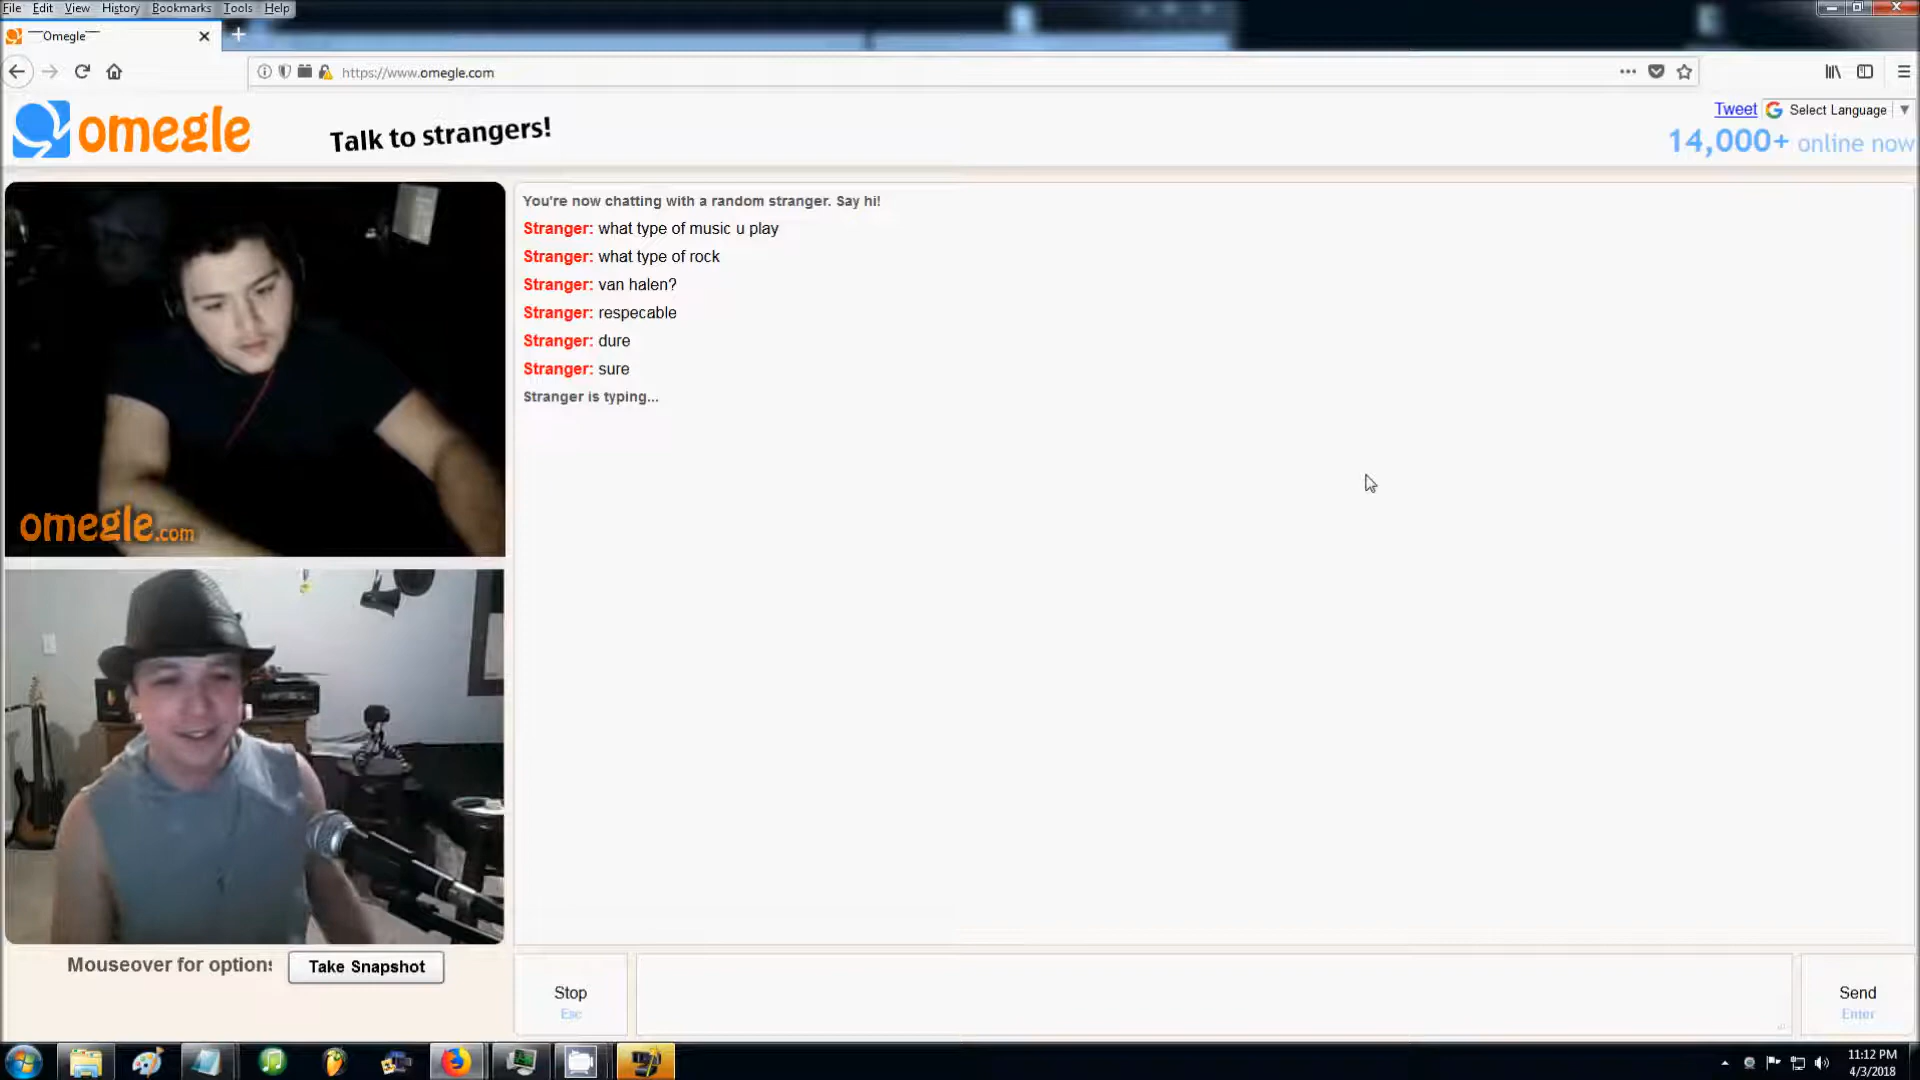 File Edit View History Bookmarks Tools Help
Omegle
https://www.omegle.com
omegle
Talk to strangers!
Tweet
Select Language
14,000+ online now
You're now chatting with a random stranger. Say hi!
Stranger: what type of music u play
Stranger: what type of rock
Stranger: van halen?
Stranger: respecable
Stranger: dure
Stranger: sure
Stranger is typing...
omegle.com
Mouseover for options
Take Snapshot
Stop
Esc
Send
Enter
11:12 PM
4/3/2018